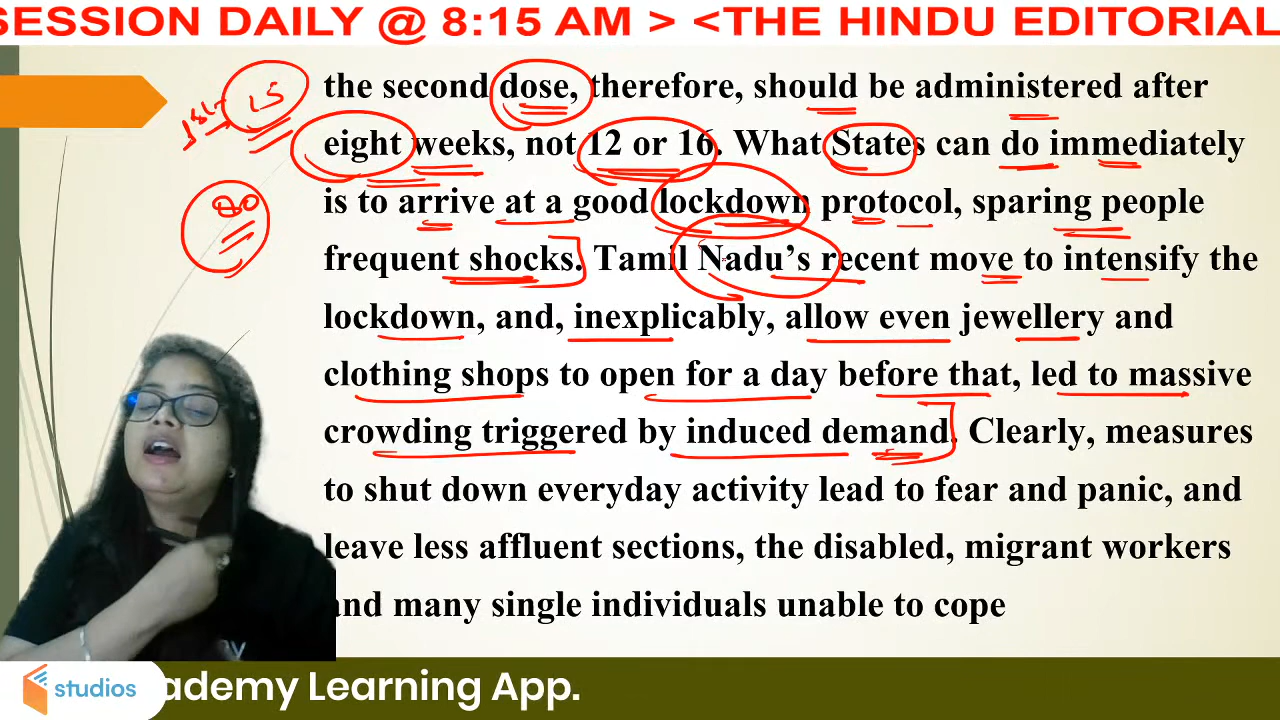 SESSION DAILY @ 8:15 AM > <THE HINDU EDITORIAL
the second dose, therefore, should be administered after
eight weeks, not 12 or 16. What States can do immediately
is to arrive at a good lockdown protocol, sparing people
frequent shocks. Tamil Nadu's recent move to intensify the
lockdown, and, inexplicably, allow even jewellery and
clothing shops to open for a day before that, led to massive
crowding triggered by induced demand. Clearly, measures
to shut down everyday activity lead to fear and panic, and
leave less affluent sections, the disabled, migrant workers
and many single individuals unable to cope
1st
15
80
studios
ademy Learning App.